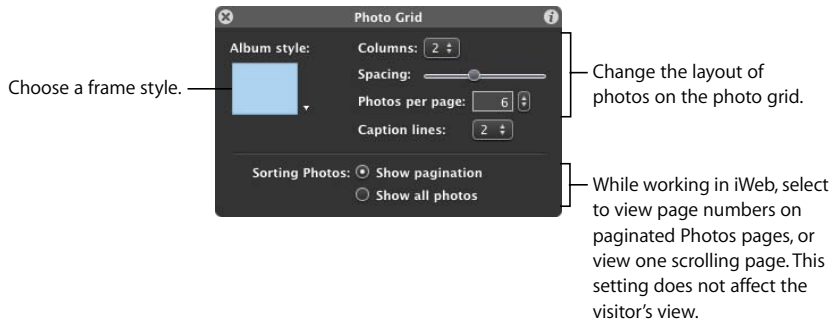 Photo Grid
Album style:
Columns: 2
Spacing:
Photos per page: 6
Caption lines: 2
Sorting Photos: Show pagination
Show all photos
Choose a frame style.
Change the layout of
photos on the photo grid.
While working in iWeb, select
to view page numbers on
paginated Photos pages, or
view one scrolling page. This
setting does not affect the
visitor's view.